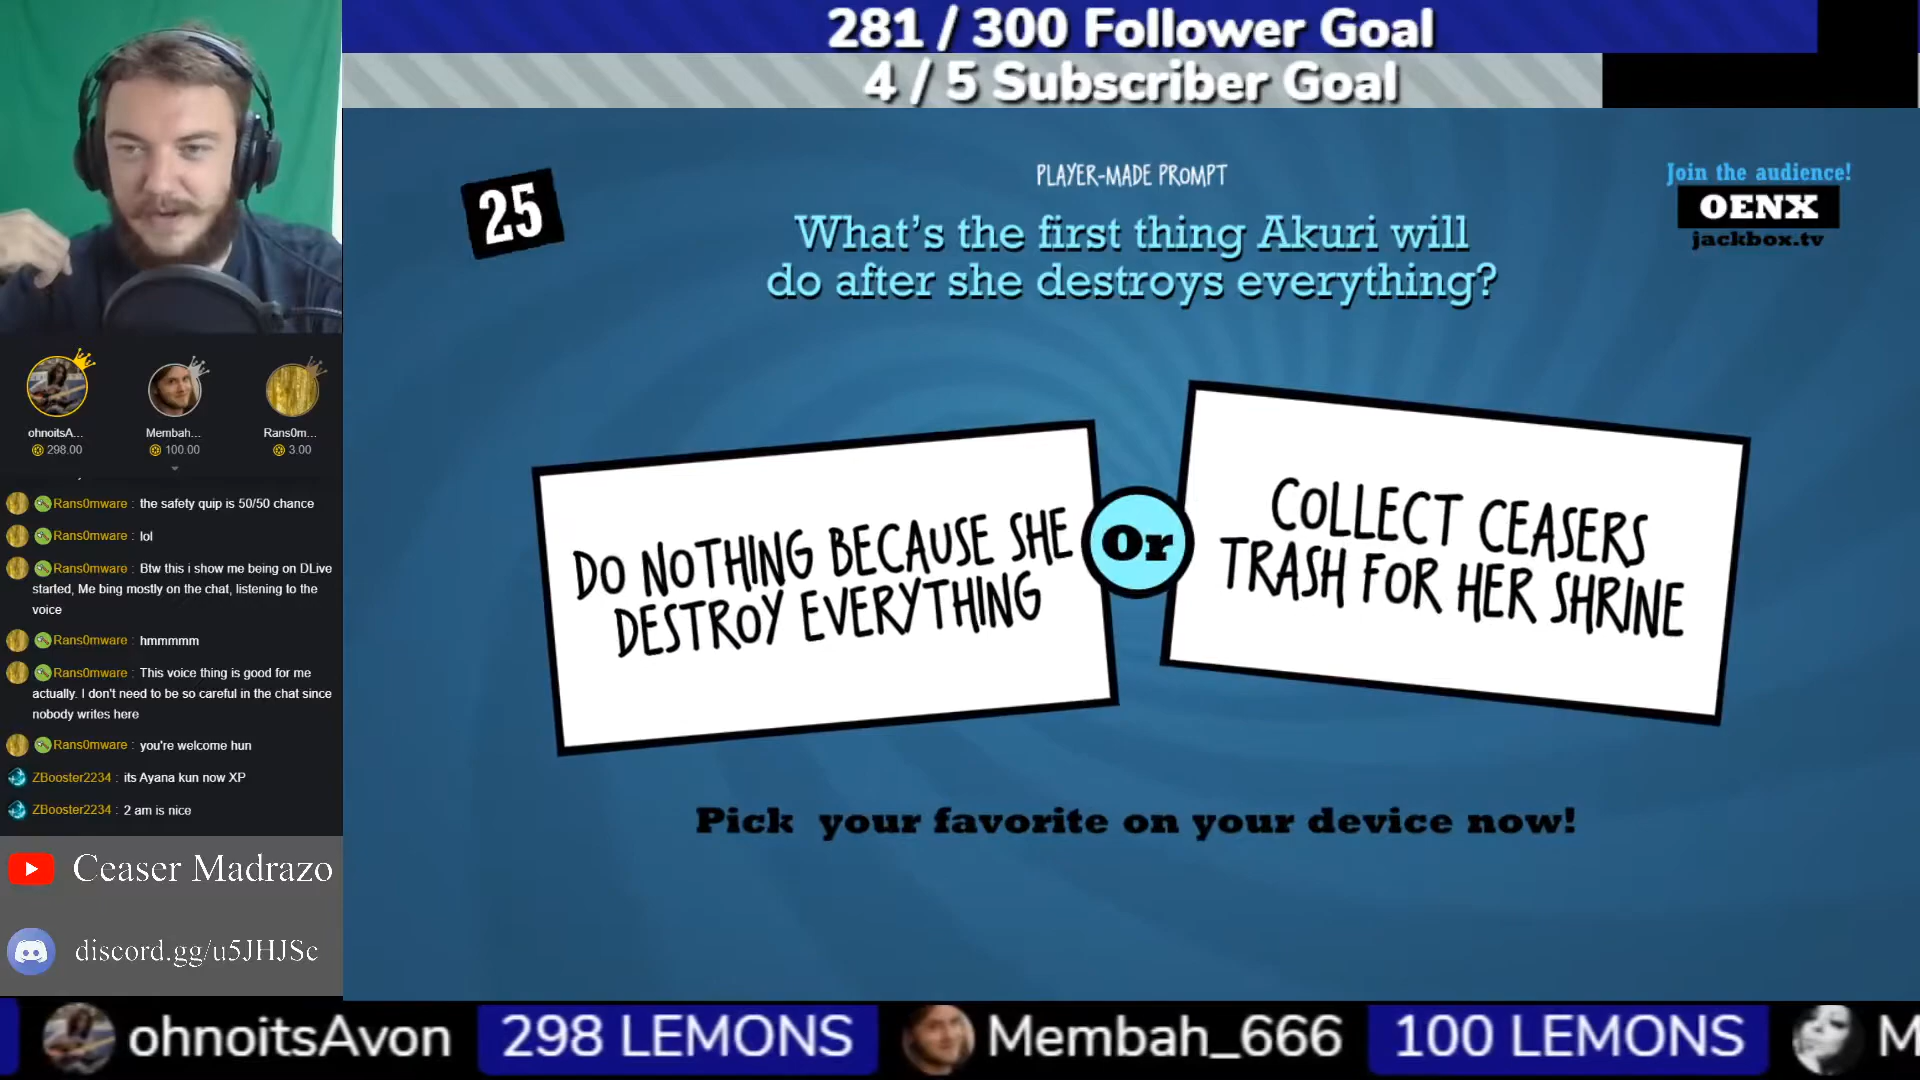 281 / 300 Follower Goal
4 / 5 Subscriber Goal
25
PLAYER-MADE PROMPT
What's the first thing Akuri will
do after she destroys everything?
Join the audience!
OENX
jackbox.tv
DO NOTHING BECAUSE SHE
DESTROY EVERYTHING
Or
COLLECT CEASERS
TRASH FOR HER SHRINE
Pick your favorite on your device now!
ohnoitsA...
298.00
Membah...
100.00
Rans0m...
3.00
Rans0mware : the safety quip is 50/50 chance
Rans0mware : lol
Rans0mware : Btw this i show me being on DLive
started, Me bing mostly on the chat, listening to the
voice
Rans0mware : hmmmmm
Rans0mware : This voice thing is good for me
actually. I don't need to be so careful in the chat since
nobody writes here
Rans0mware : you're welcome hun
ZBooster2234 : its Ayana kun now XP
ZBooster2234 : 2 am is nice
Ceaser Madrazo
discord.gg/u5JHJSc
ohnoitsAvon 298 LEMONS Membah_666 100 LEMONS M